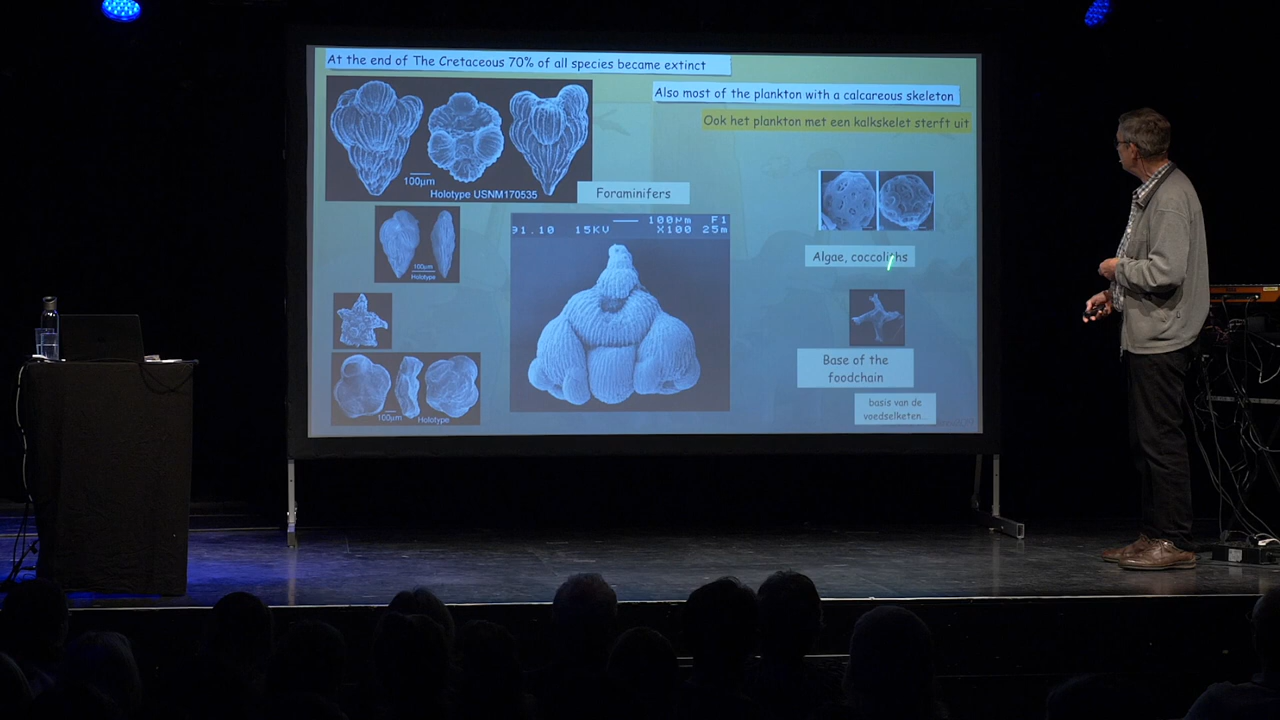 At the end of The Cretaceous 70% of all species became extinct
Also most of the plankton with a calcareous skeleton
Ook het plankton met een kalkskelet sterft uit
100µm
Holotype USNM170535
Foraminifers
100µm
Holotype
91.10 15KV 100µm F1
X100 25m
Algae, coccoliths
Base of the
foodchain
basis van de
voedselketen...
100µm
Holotype